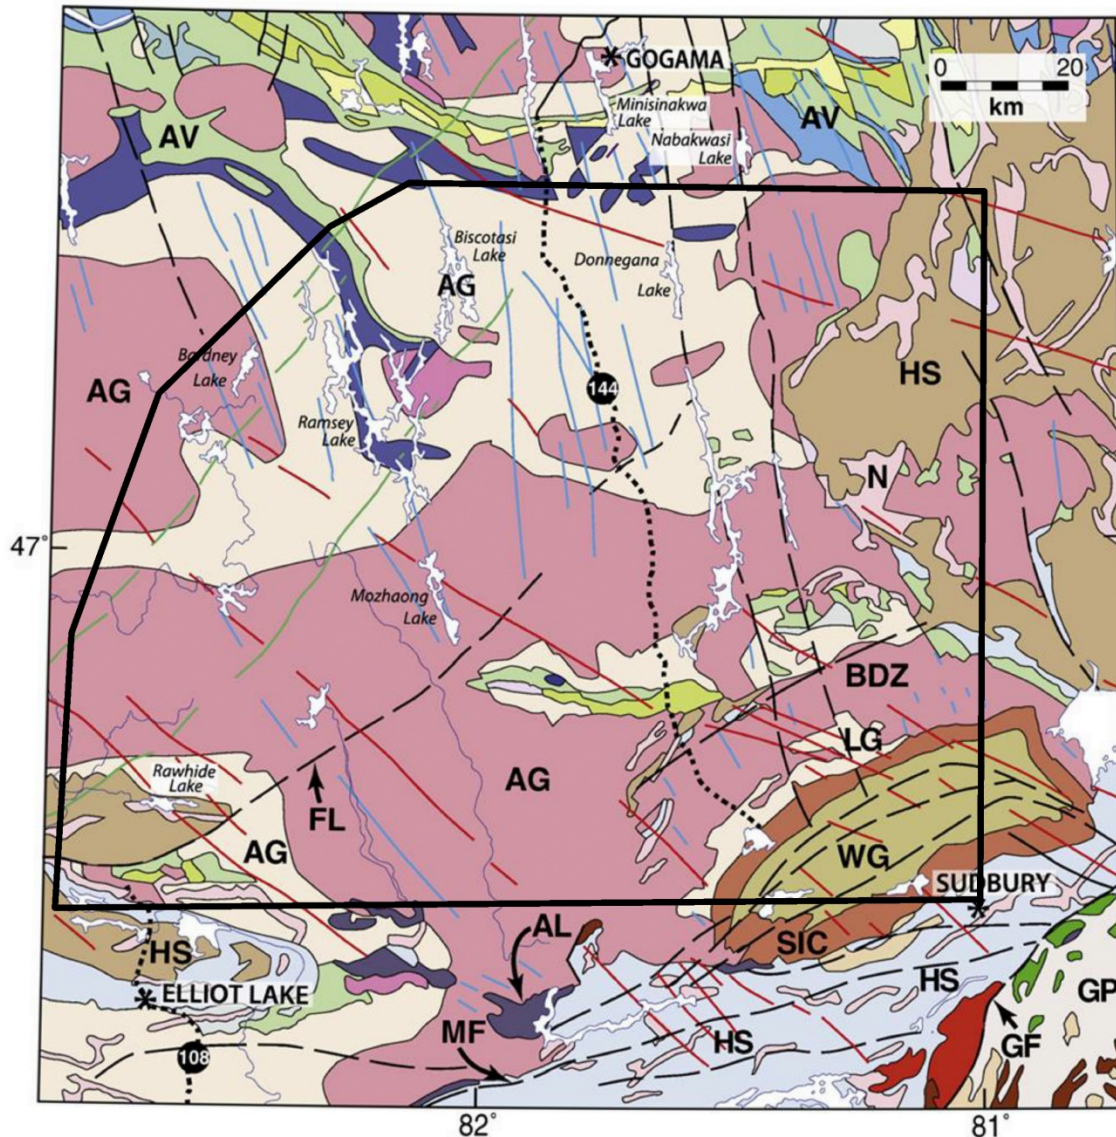 GOGAMA
0 20
km
Minisinakwa
Lake
AV
AV
Nabakwasi
Lake
Biscotasi
Lake
Donnegana
Lake
AG
Bardney
Lake
HS
AG
144
Ramsey
Lake
N
47°
Mozhaong
Lake
BDZ
LG
Rawhide
Lake
AG
FL
AG
WG
SUDBURY
AL
SIC
HS
HS
ELLIOT LAKE
GP
MF
HS
GF
108
82°
81°